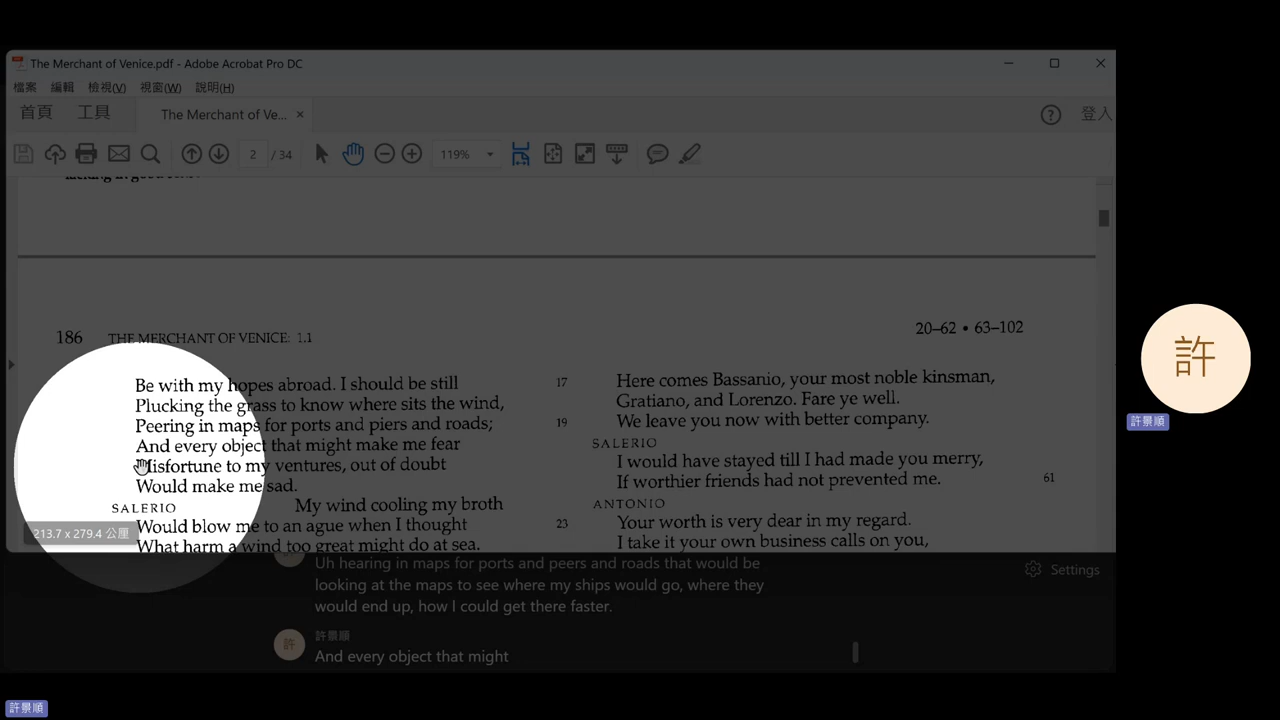 The Merchant of Venice.pdf - Adobe Acrobat Pro DC
檔案 編輯 檢視(V) 視窗(W) 說明(H)
首頁 工具 The Merchant of Ve... ×
登入
2 / 34 119%
186 THE MERCHANT OF VENICE: 1.1
20–62 • 63–102
Be with my hopes abroad. I should be still 17
Plucking the grass to know where sits the wind,
Peering in maps for ports and piers and roads; 19
And every object that might make me fear
Misfortune to my ventures, out of doubt
Would make me sad.
SALERIO My wind cooling my broth
Would blow me to an ague when I thought 23
What harm a wind too great might do at sea.
Here comes Bassanio, your most noble kinsman,
Gratiano, and Lorenzo. Fare ye well.
We leave you now with better company.
SALERIO
I would have stayed till I had made you merry,
If worthier friends had not prevented me. 61
ANTONIO
Your worth is very dear in my regard.
I take it your own business calls on you,
213.7 x 279.4 公厘
Uh hearing in maps for ports and peers and roads that would be
looking at the maps to see where my ships would go, where they
would end up, how I could get there faster.
許 許景順
And every object that might
Settings
許
許景順
許景順